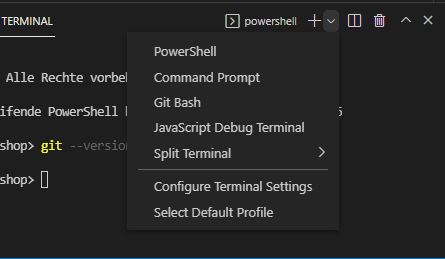 TERMINAL
powershell
PowerShell
Alle Rechte vorbe
Command Prompt
Git Bash
ifende PowerShell
JavaScript Debug Terminal
shop> git --version
Split Terminal
shop>
Configure Terminal Settings
Select Default Profile